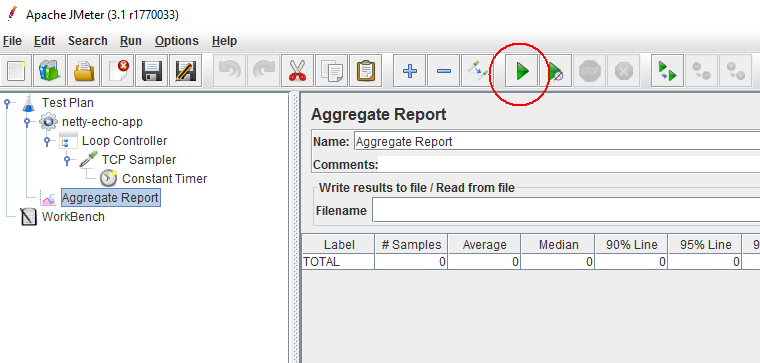 Apache JMeter (3.1 r1770033)
File Edit Search Run Options Help
STOP
Test Plan
netty-echo-app
Loop Controller
TCP Sampler
Constant Timer
Aggregate Report
WorkBench
Aggregate Report
Name: Aggregate Report
Comments:
Write results to file / Read from file
Filename
Label # Samples Average Median 90% Line 95% Line 9
TOTAL 0 0 0 0 0